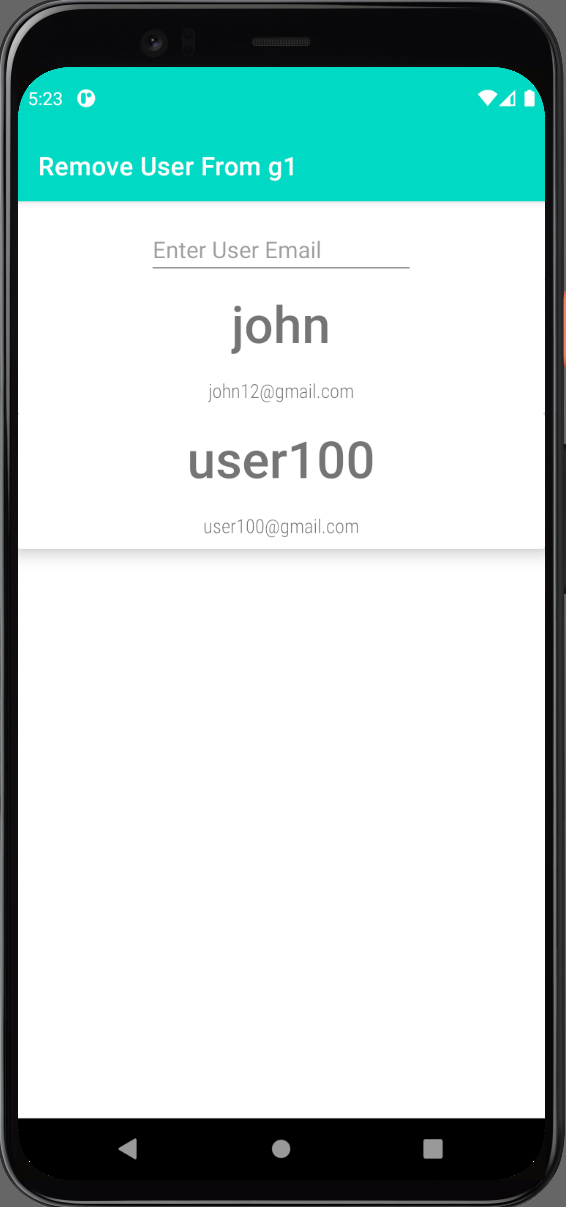 5:23
Remove User From g1
Enter User Email
john
john12@gmail.com
user100
user100@gmail.com